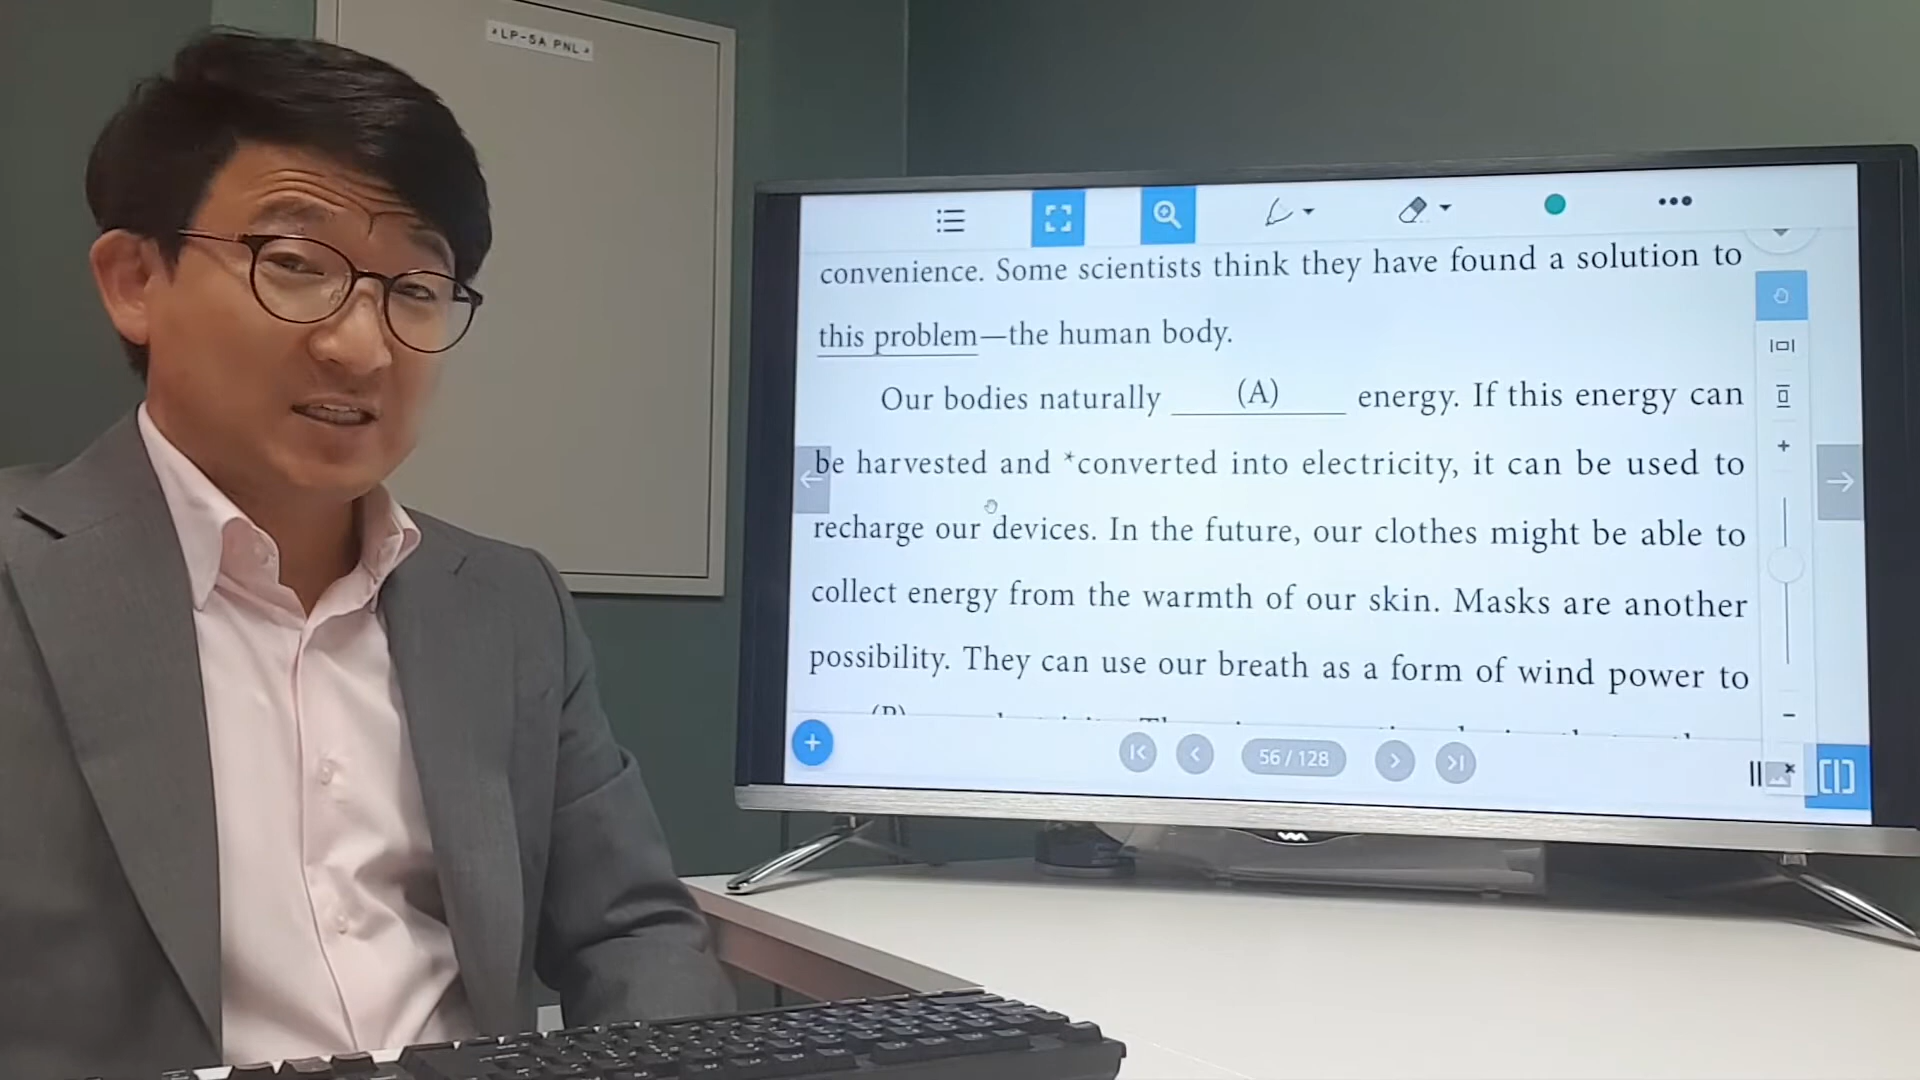 LP-5A PNL
convenience. Some scientists think they have found a solution to
this problem—the human body.
Our bodies naturally (A) energy. If this energy can
be harvested and *converted into electricity, it can be used to
recharge our devices. In the future, our clothes might be able to
collect energy from the warmth of our skin. Masks are another
possibility. They can use our breath as a form of wind power to
56 / 128